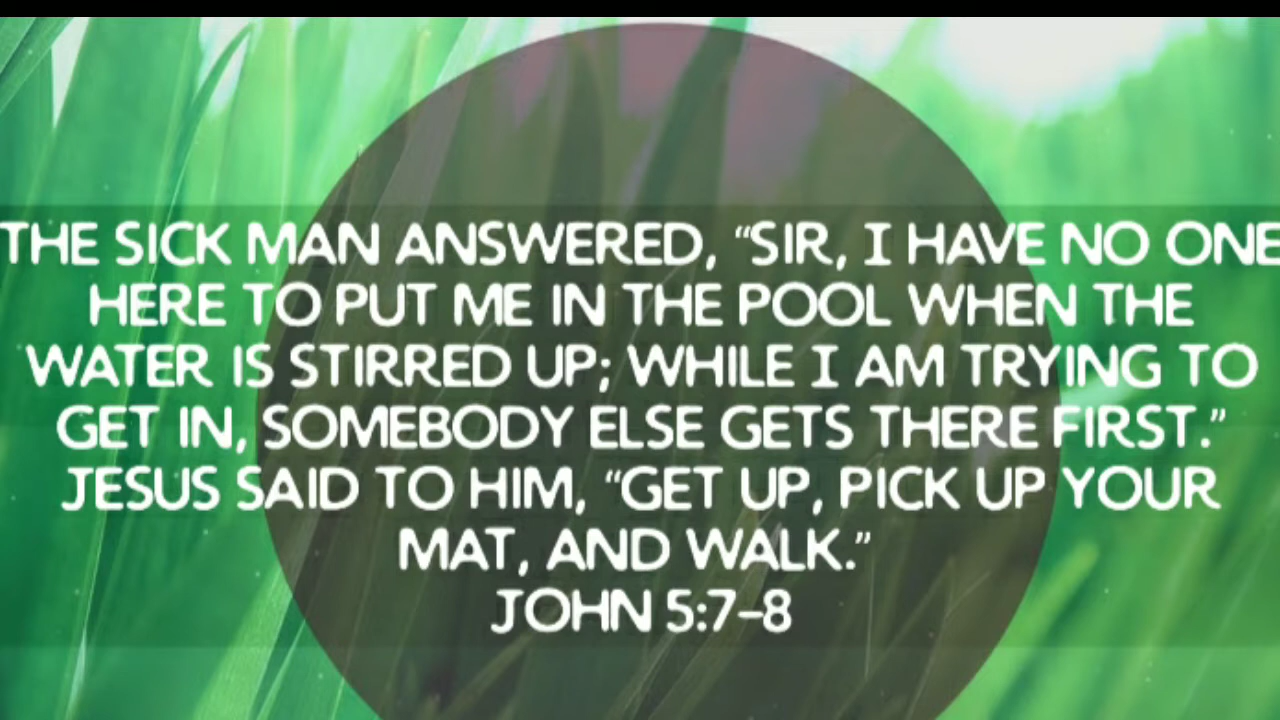 THE SICK MAN ANSWERED, “SIR, I HAVE NO ONE
HERE TO PUT ME IN THE POOL WHEN THE
WATER IS STIRRED UP; WHILE I AM TRYING TO
GET IN, SOMEBODY ELSE GETS THERE FIRST.”
JESUS SAID TO HIM, “GET UP, PICK UP YOUR
MAT, AND WALK.”
JOHN 5:7–8